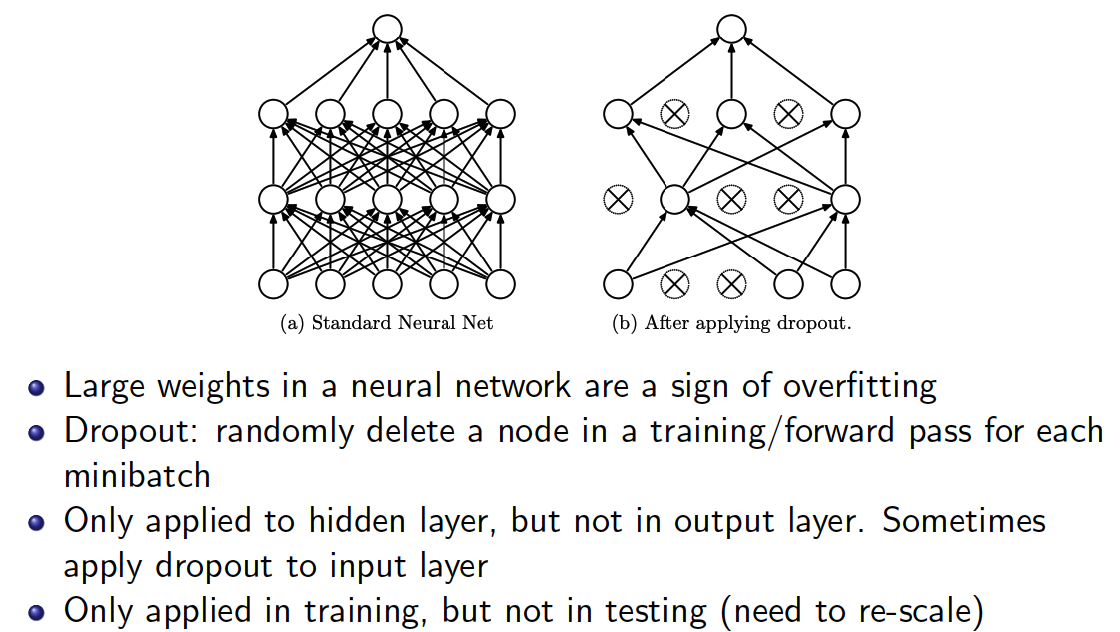 (a) Standard Neural Net
(b) After applying dropout.
Large weights in a neural network are a sign of overfitting
Dropout: randomly delete a node in a training/forward pass for each
minibatch
Only applied to hidden layer, but not in output layer. Sometimes
apply dropout to input layer
Only applied in training, but not in testing (need to re-scale)